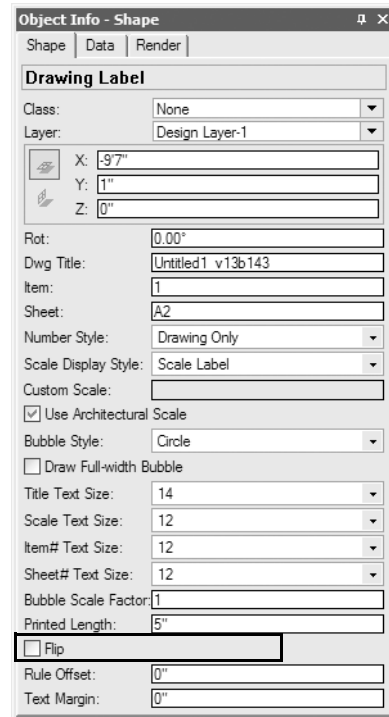 Object Info - Shape
Shape Data Render
Drawing Label
Class: None
Layer: Design Layer-1
X: -9'7"
Y: 1"
Z: 0"
Rot: 0.00°
Dwg Title: Untitled1 v13b143
Item: 1
Sheet: A2
Number Style: Drawing Only
Scale Display Style: Scale Label
Custom Scale:
Use Architectural Scale
Bubble Style: Circle
Draw Full-width Bubble
Title Text Size: 14
Scale Text Size: 12
Item# Text Size: 12
Sheet# Text Size: 12
Bubble Scale Factor: 1
Printed Length: 5"
Flip
Rule Offset: 0"
Text Margin: 0"